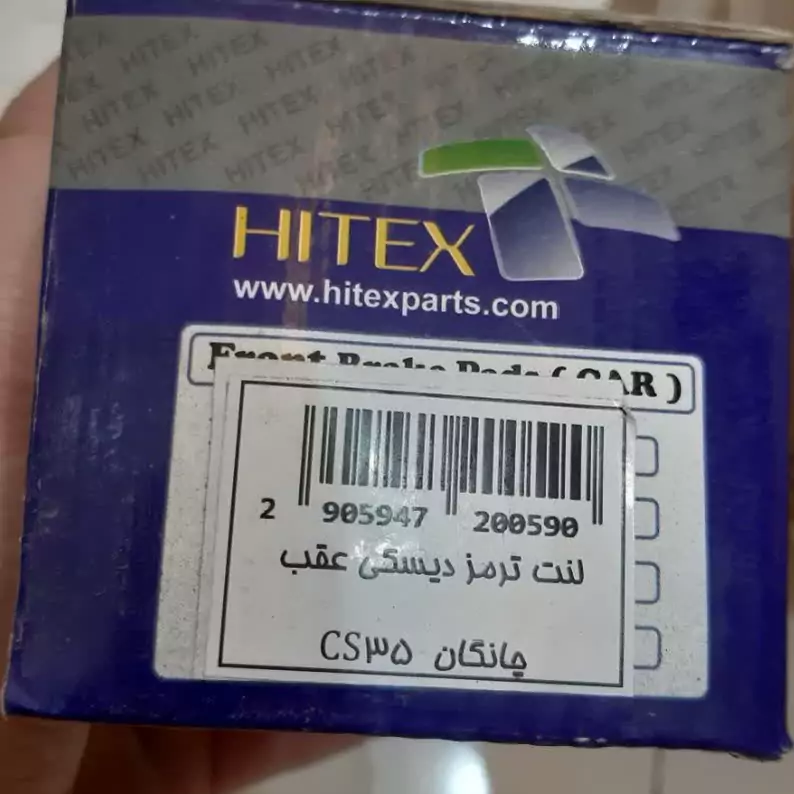 HITEX
www.hitexparts.com
Front Brake Pads ( CAR )
2 905947 200590
لنت ترمز دیسکی عقب
چانگان CS۳۵